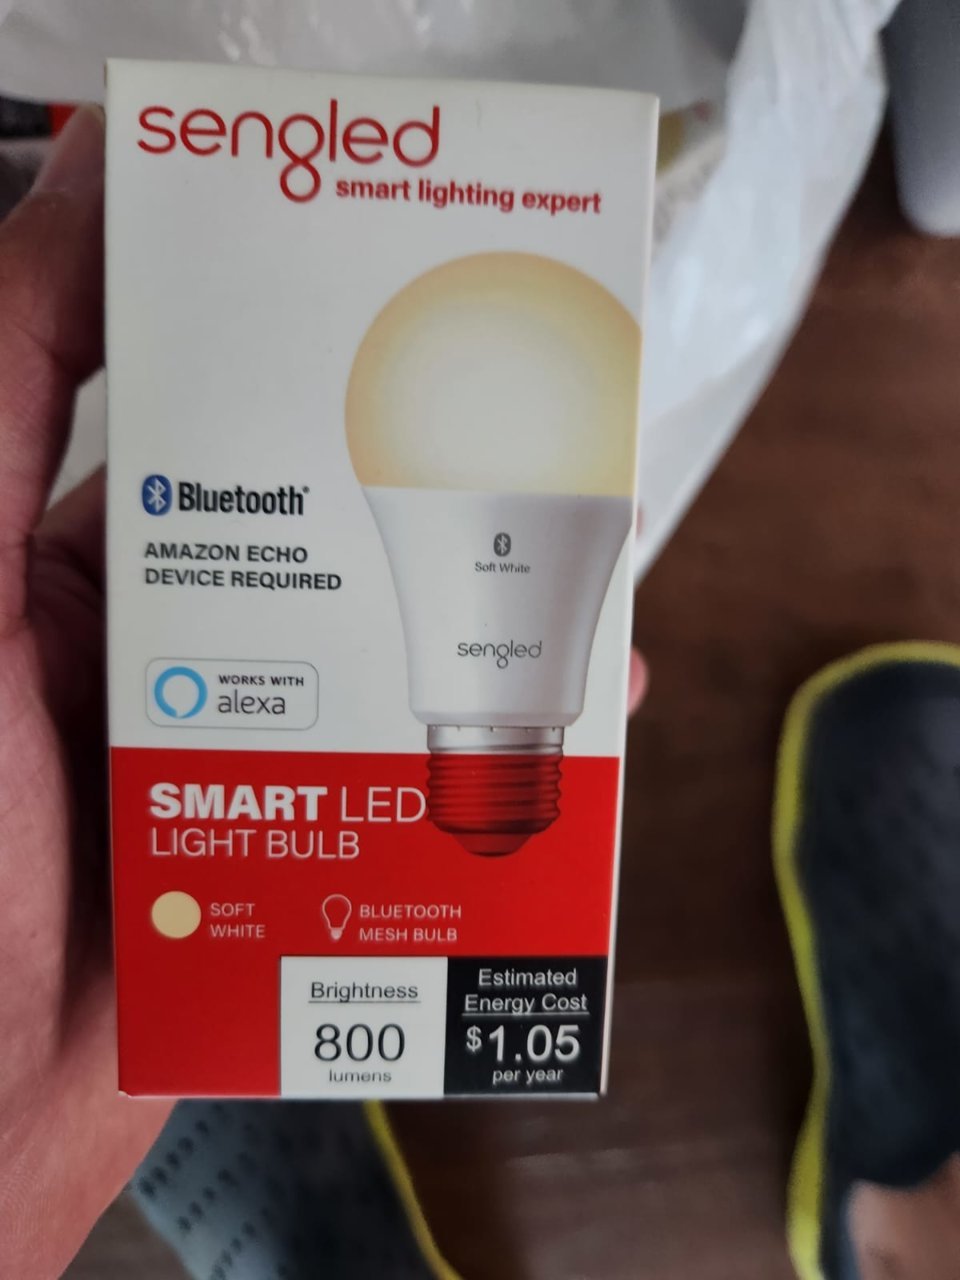 sengled
smart lighting expert
Bluetooth®
AMAZON ECHO
DEVICE REQUIRED
Soft White
sengled
WORKS WITH
alexa
SMART LED
LIGHT BULB
SOFT
WHITE
BLUETOOTH
MESH BULB
Brightness
800
lumens
Estimated
Energy Cost
$1.05
per year